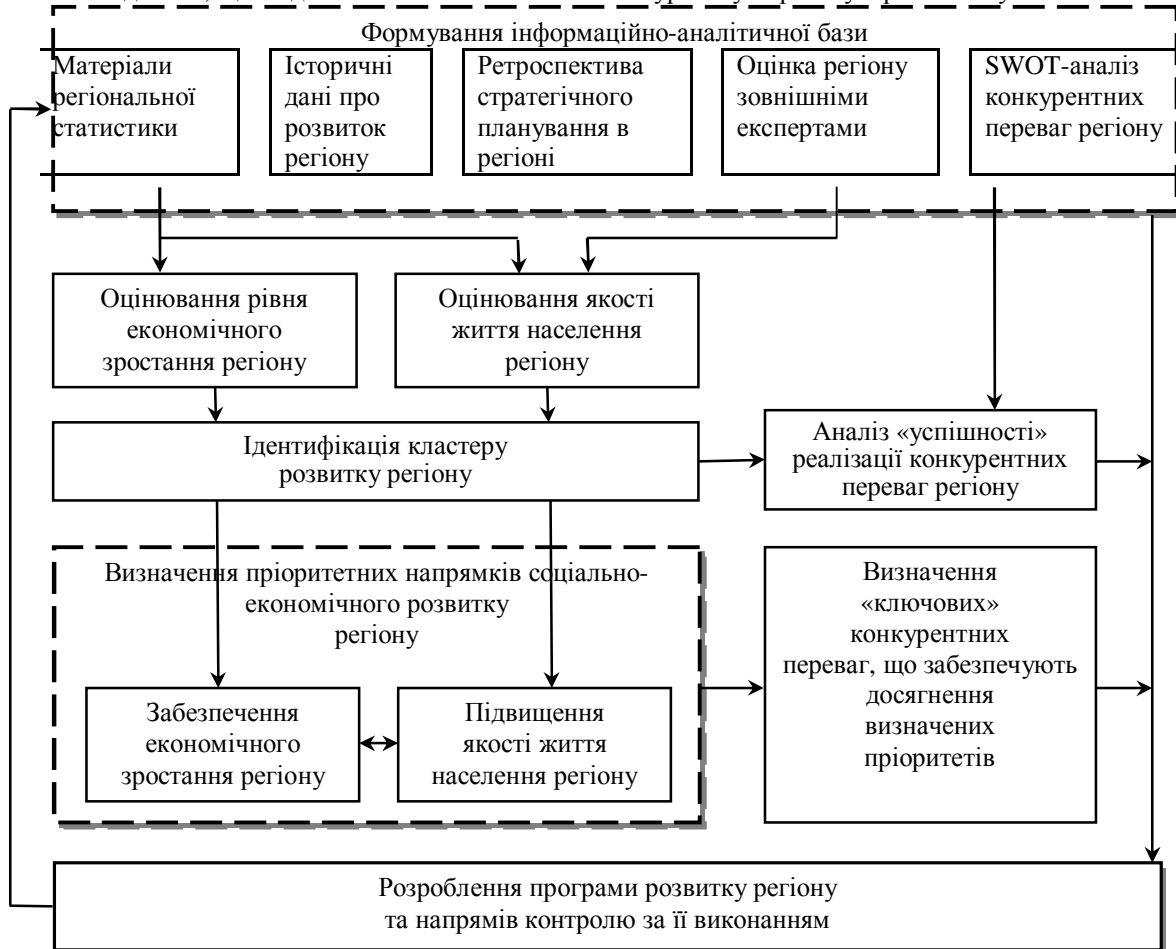 Формування інформаційно-аналітичної бази
Матеріали
регіональної
статистики
Історичні
дані про
розвиток
регіону
Ретроспектива
стратегічного
планування в
регіоні
Оцінка регіону
зовнішніми
експертами
SWOT-аналіз
конкурентних
переваг регіону
Оцінювання рівня
економічного
зростання регіону
Оцінювання якості
життя населення
регіону
Ідентифікація кластеру
розвитку регіону
Аналіз «успішності»
реалізації конкурентних
переваг регіону
Визначення пріоритетних напрямків соціально-
економічного розвитку
регіону
Забезпечення
економічного
зростання регіону
Підвищення
якості життя
населення регіону
Визначення
«ключових»
конкурентних
переваг, що забезпечують
досягнення
визначених
пріоритетів
Розроблення програми розвитку регіону
та напрямів контролю за її виконанням